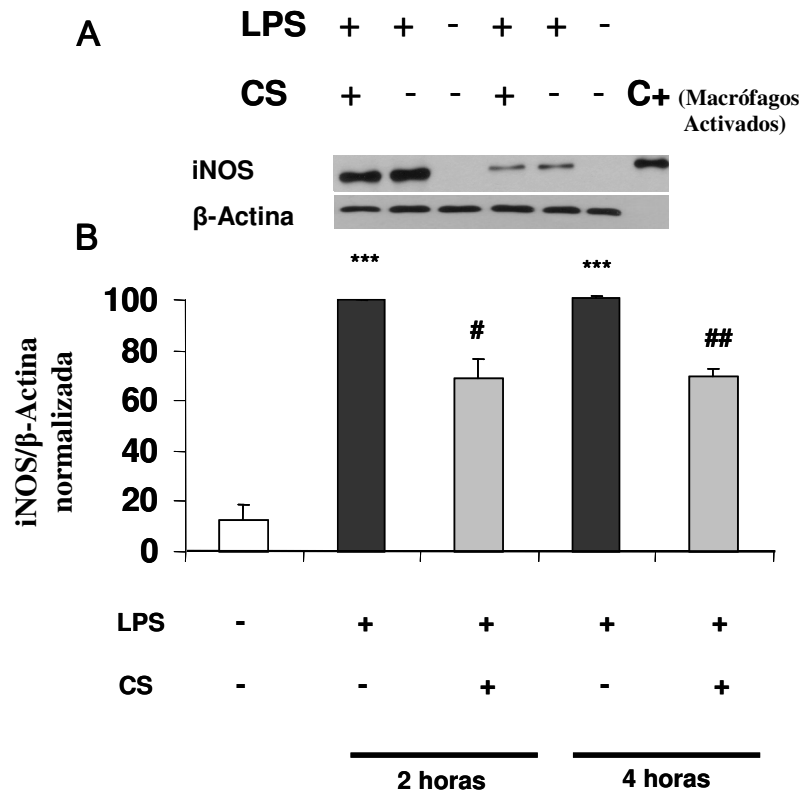 A
LPS + + - + + -
CS + - - + - - C+ (Macrófagos
Activados)
iNOS
β-Actina
B
*** ***
# ##
100
80
60
40
20
0
iNOS/β-Actina
normalizada
LPS - + + + +
CS - - + - +
2 horas 4 horas